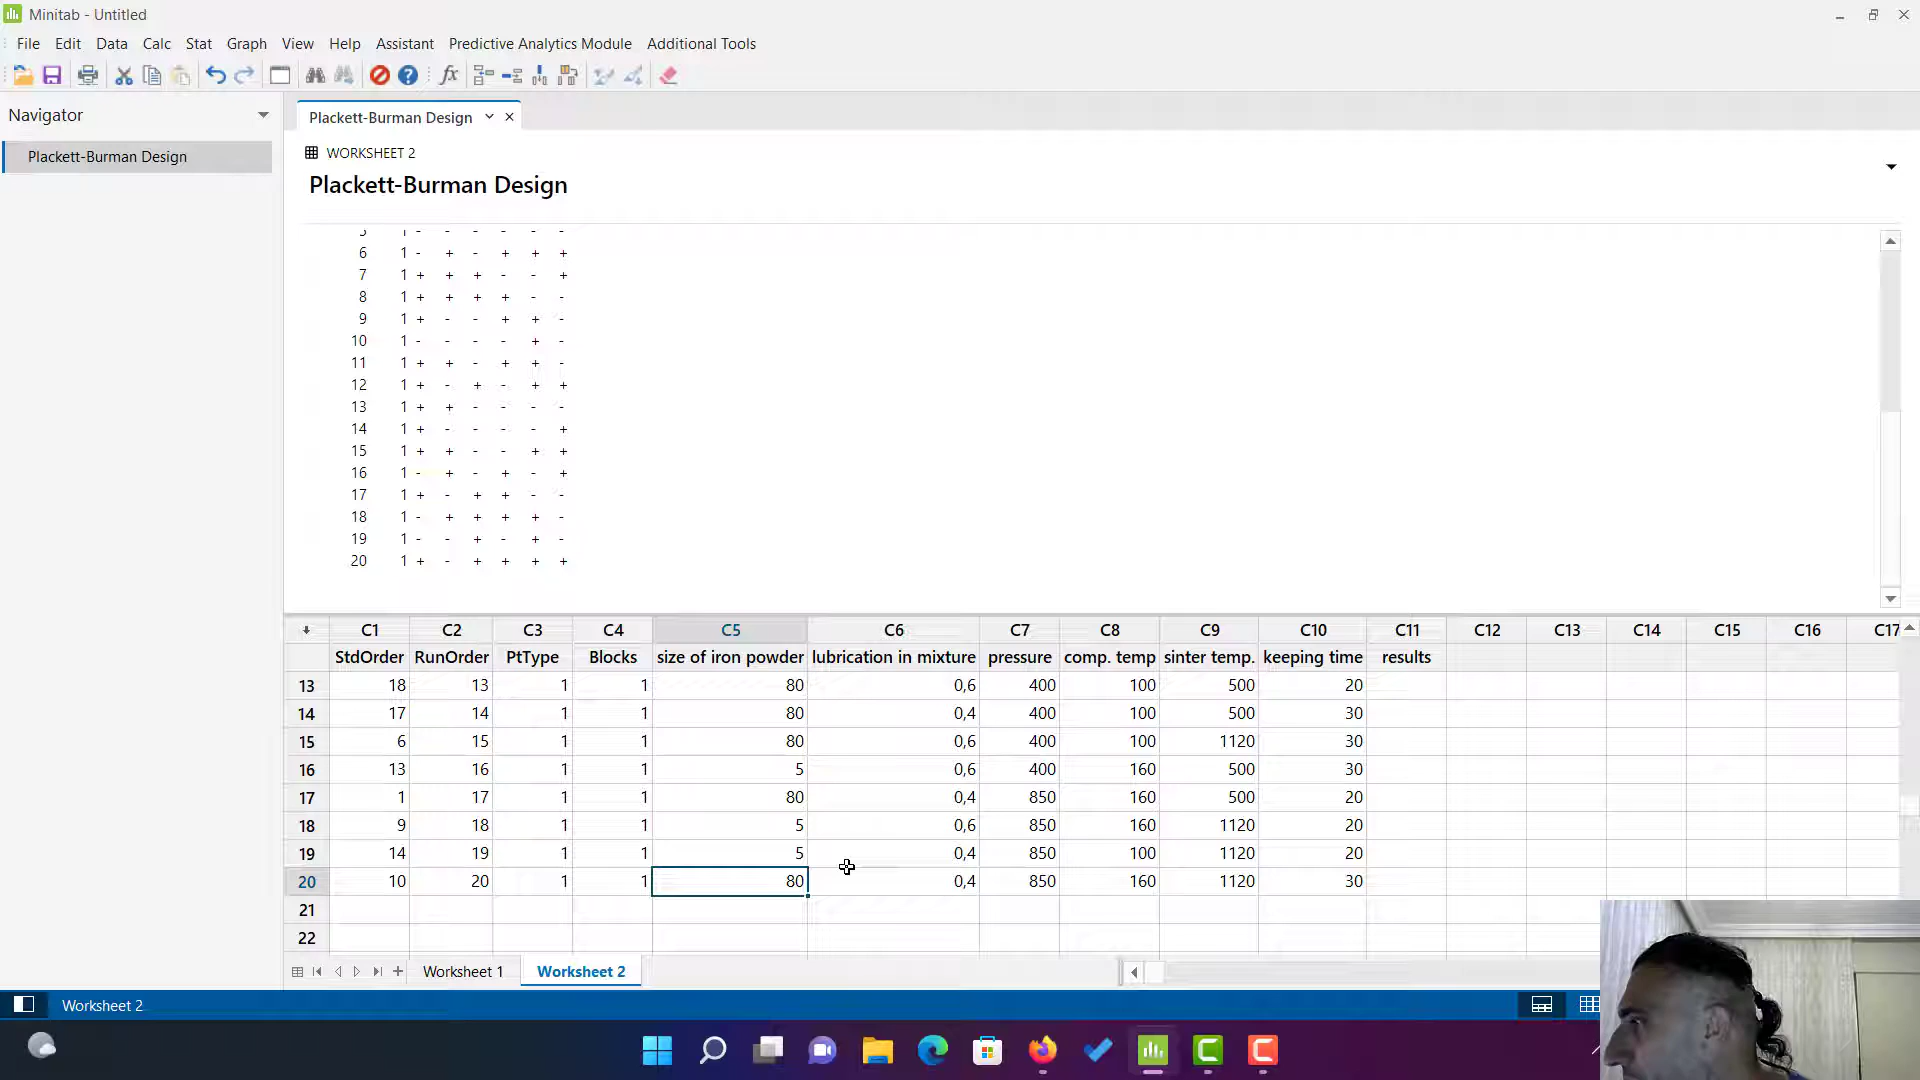 Minitab - Untitled
File Edit Data Calc Stat Graph View Help Assistant Predictive Analytics Module Additional Tools
Navigator
Plackett-Burman Design
Plackett-Burman Design
WORKSHEET 2
Plackett-Burman Design
5 1 - - - - - -
6 1 - + - + + +
7 1 + + + - - +
8 1 + + + + - -
9 1 + - - + + -
10 1 - - - - + -
11 1 + + - + + -
12 1 + - + - + +
13 1 + + - - - -
14 1 + - - - - +
15 1 + + - - + +
16 1 - + - + - +
17 1 + - + + - -
18 1 - + + + + -
19 1 - - + - + -
20 1 + - + + + +
C1 C2 C3 C4 C5 C6 C7 C8 C9 C10 C11 C12 C13 C14 C15 C16 C17
StdOrder RunOrder PtType Blocks size of iron powder lubrication in mixture pressure comp. temp sinter temp. keeping time results
13 18 13 1 1 80 0,6 400 100 500 20
14 17 14 1 1 80 0,4 400 100 500 30
15 6 15 1 1 80 0,6 400 100 1120 30
16 13 16 1 1 5 0,6 400 160 500 30
17 1 17 1 1 80 0,4 850 160 500 20
18 9 18 1 1 5 0,6 850 160 1120 20
19 14 19 1 1 5 0,4 850 100 1120 20
20 10 20 1 1 80 0,4 850 160 1120 30
21
22
Worksheet 1 Worksheet 2
Worksheet 2